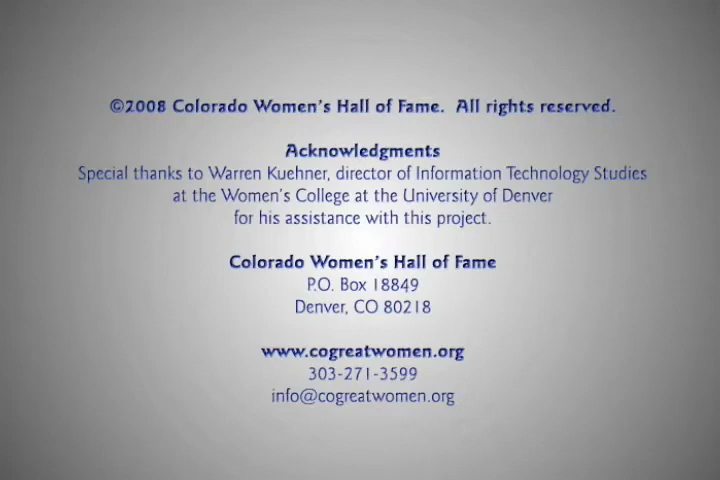 ©2008 Colorado Women's Hall of Fame. All rights reserved.
Acknowledgments
Special thanks to Warren Kuehner, director of Information Technology Studies
at the Women's College at the University of Denver
for his assistance with this project.
Colorado Women's Hall of Fame
P.O. Box 18849
Denver, CO 80218
www.cogreatwomen.org
303-271-3599
info@cogreatwomen.org